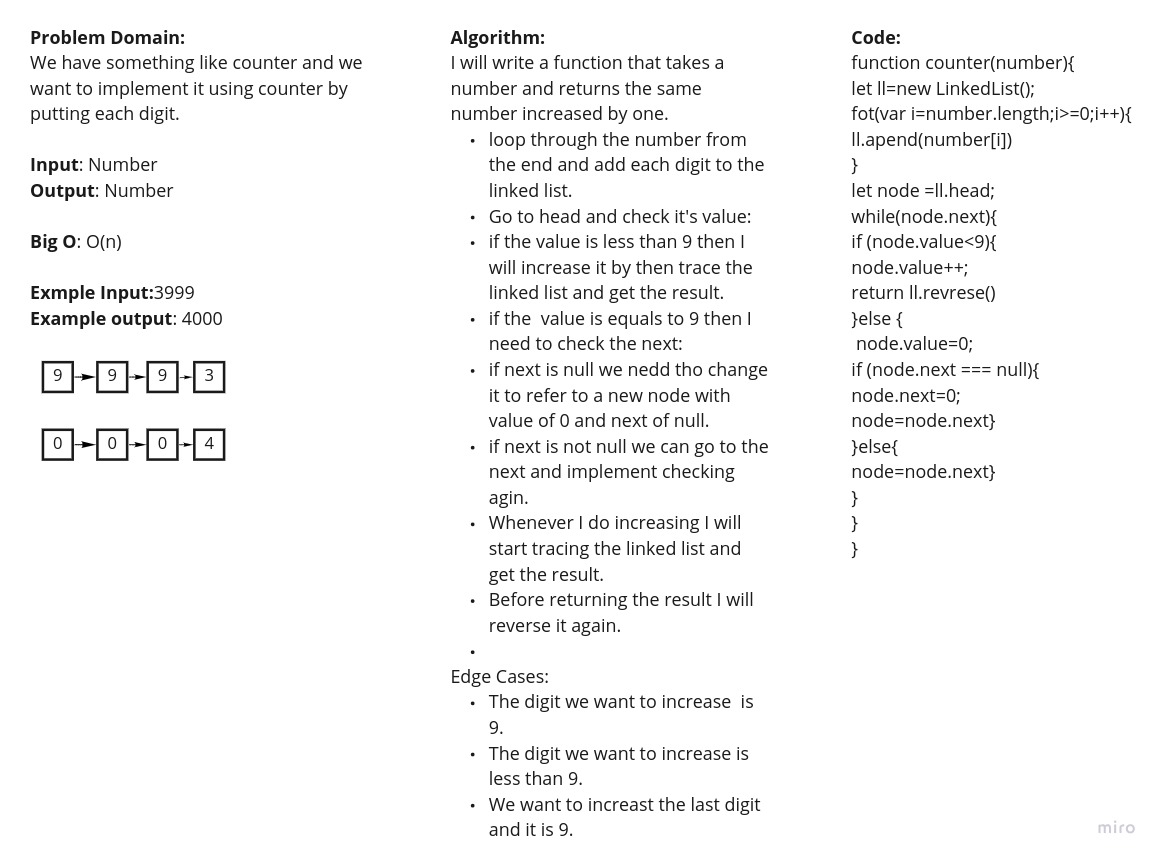 Problem Domain:
We have something like counter and we
want to implement it using counter by
putting each digit.
Input: Number
Output: Number
Big O: O(n)
Exmple Input:3999
Example output: 4000
9 9 9 3
0 0 0 4
Algorithm:
I will write a function that takes a
number and returns the same
number increased by one.
• loop through the number from
the end and add each digit to the
linked list.
• Go to head and check it's value:
• if the value is less than 9 then I
will increase it by then trace the
linked list and get the result.
• if the  value is equals to 9 then I
need to check the next:
• if next is null we nedd tho change
it to refer to a new node with
value of 0 and next of null.
• if next is not null we can go to the
next and implement checking
agin.
• Whenever I do increasing I will
start tracing the linked list and
get the result.
• Before returning the result I will
reverse it again.
•
Edge Cases:
• The digit we want to increase  is
9.
• The digit we want to increase is
less than 9.
• We want to increast the last digit
and it is 9.
Code:
function counter(number){
let ll=new LinkedList();
fot(var i=number.length;i>=0;i++){
ll.apend(number[i])
}
let node =ll.head;
while(node.next){
if (node.value<9){
node.value++;
return ll.revrese()
}else {
 node.value=0;
if (node.next === null){
node.next=0;
node=node.next}
}else{
node=node.next}
}
}
}
miro